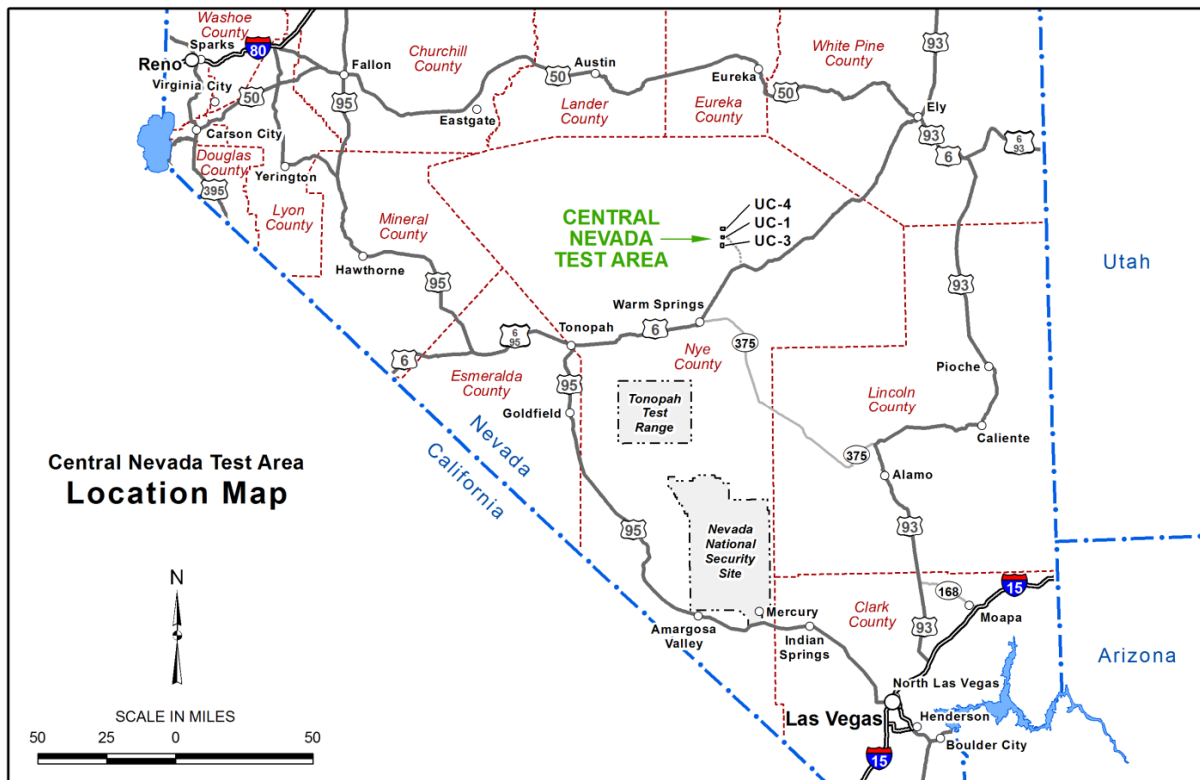 Washoe
County
Sparks
Reno
80
Virginia City
50
Fallon
Churchill
County
95
Eastgate
50
Austin
Lander
County
Eureka
Eureka
County
50
White Pine
County
93
Ely
93
6
6
93
Carson City
Douglas
County
395
Yerington
Lyon
County
Mineral
County
Hawthorne
95
CENTRAL
NEVADA
TEST AREA
UC-4
UC-1
UC-3
Utah
93
Warm Springs
Tonopah
6
95
6
6
375
Nye
County
Esmeralda
County
95
Goldfield
Tonopah
Test
Range
Pioche
Lincoln
County
Caliente
375
Alamo
Nevada
California
Central Nevada Test Area
Location Map
95
Nevada
National
Security
Site
93
N
Mercury
Amargosa
Valley
Indian
Springs
Clark
County
168
15
Moapa
93
Arizona
North Las Vegas
Las Vegas
Henderson
Boulder City
15
SCALE IN MILES
50 25 0 50